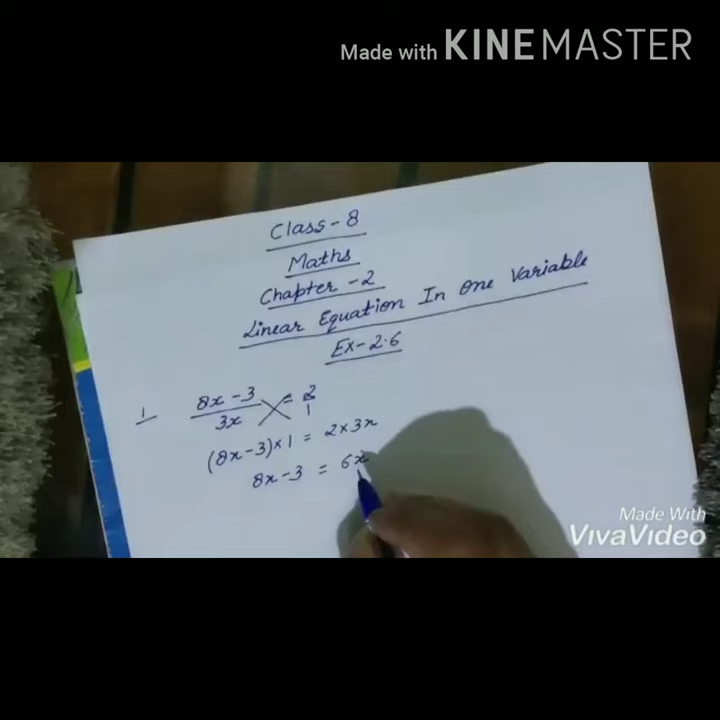 Made with KINEMASTER
Class-8
Maths
Chapter -2
Linear Equation In One Variable
Ex-2.6
1 8x-3/3x = 2/1
(8x-3)×1 = 2×3x
8x-3 = 6x
Made With
VIVAVIDEO